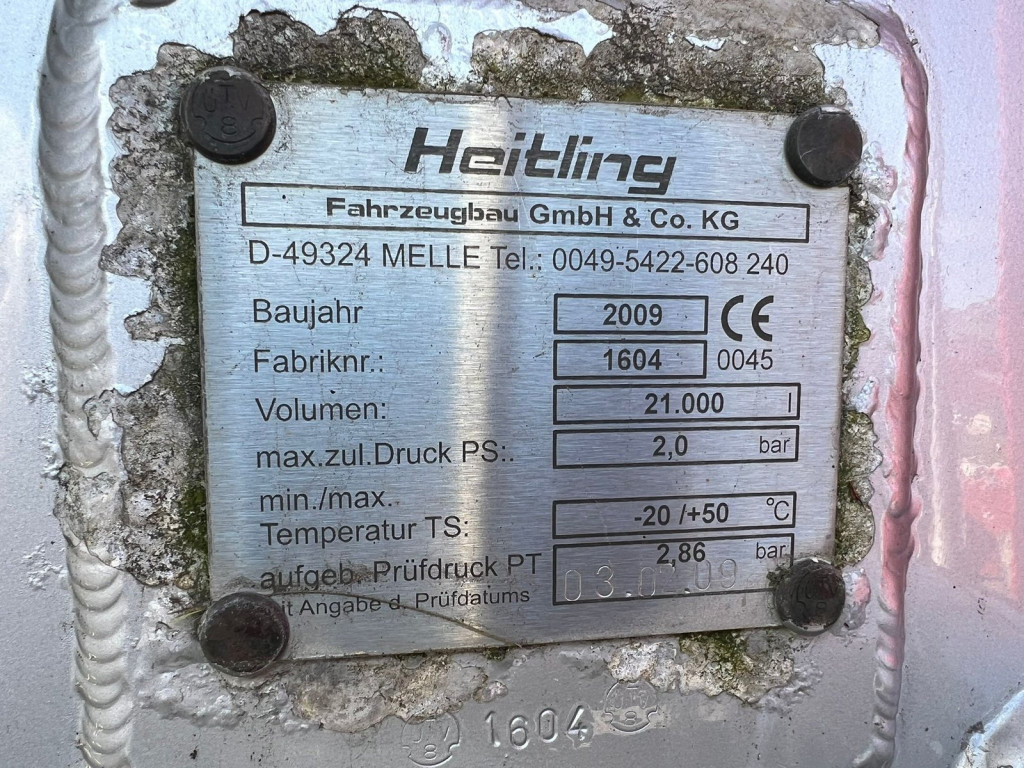 Heitling
Fahrzeugbau GmbH & Co. KG
D-49324 MELLE Tel.: 0049-5422-608 240
Baujahr 2009 CE
Fabriknr.: 1604 0045
Volumen: 21.000 l
max.zul.Druck PS:. 2,0 bar
min./max.
Temperatur TS: -20 /+50 °C
aufgeb. Prüfdruck PT 2,86 bar
Angabe d. Prüfdatums
1604